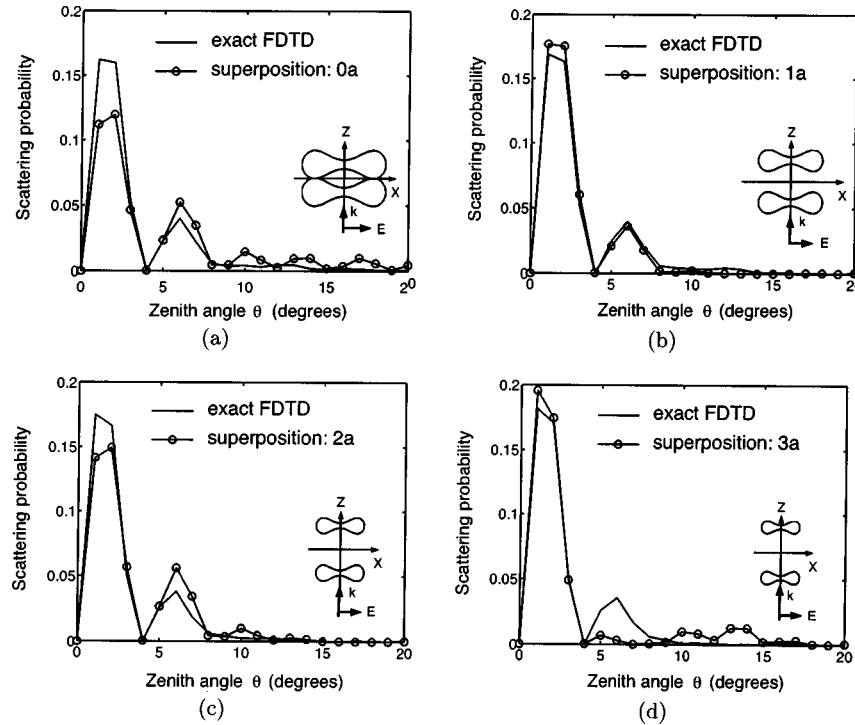 0.2
0.15
0.1
0.05
0
exact FDTD
superposition: 0a
Z
X
k
E
Scattering probability
0 5 10 15 20
Zenith angle θ (degrees)
(a)
0.2
0.15
0.1
0.05
0
exact FDTD
superposition: 1a
Z
X
k
E
Scattering probability
0 5 10 15 20
Zenith angle θ (degrees)
(b)
0.2
0.15
0.1
0.05
0
exact FDTD
superposition: 2a
Z
X
k
E
Scattering probability
0 5 10 15 20
Zenith angle θ (degrees)
(c)
0.2
0.15
0.1
0.05
0
exact FDTD
superposition: 3a
Z
X
k
E
Scattering probability
0 5 10 15 20
Zenith angle θ (degrees)
(d)